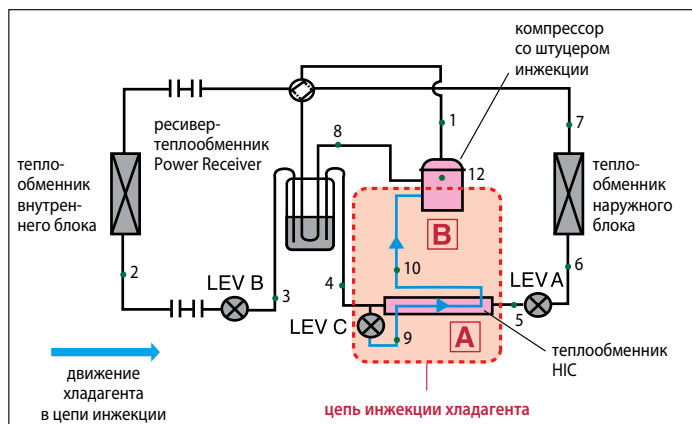 компрессор
со штуцером
инжекции
1
7
ресивер-
теплообменник
Power Receiver
8
тепло-
обменник
внутрен-
него блока
12
тепло-
обменник
наружного
блока
B
2
3
4
10
6
LEV B
LEV A
5
LEV C
9
A
теплообменник
HIC
движение
хладагента
в цепи инжекции
цепь инжекции хладагента